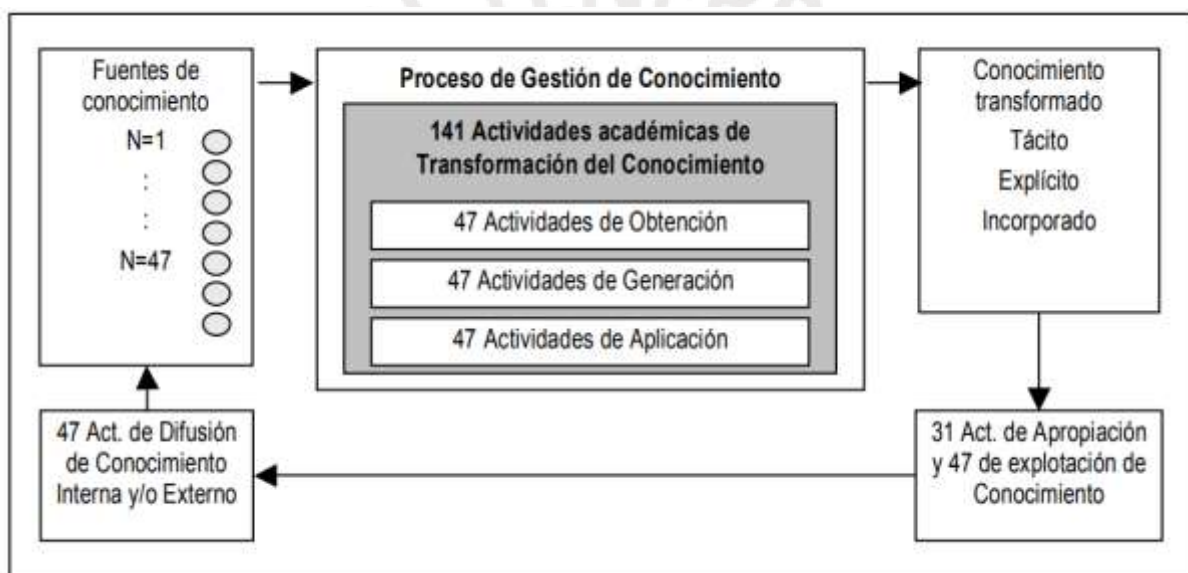 Fuentes de
conocimiento
N=1
:
:
N=47
Proceso de Gestión de Conocimiento
141 Actividades académicas de
Transformación del Conocimiento
47 Actividades de Obtención
47 Actividades de Generación
47 Actividades de Aplicación
Conocimiento
transformado
Tácito
Explícito
Incorporado
47 Act. de Difusión
de Conocimiento
Interna y/o Externo
31 Act. de Apropiación
y 47 de explotación de
Conocimiento